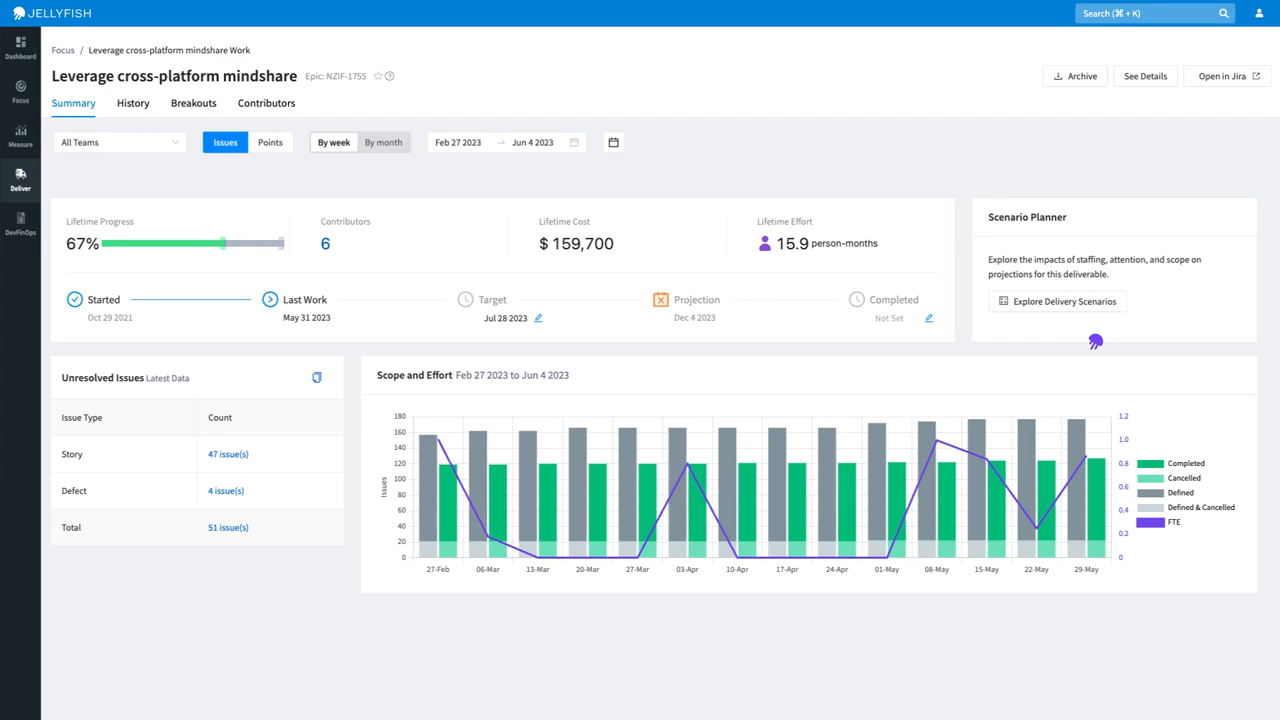 JELLYFISH
Search (⌘ + K)
Dashboard
Focus
Measure
Deliver
DevFinOps
Focus / Leverage cross-platform mindshare Work
Leverage cross-platform mindshare Epic: NZIF-1755
Archive
See Details
Open in Jira
Summary History Breakouts Contributors
All Teams
Issues Points
By week By month
Feb 27 2023 → Jun 4 2023
Lifetime Progress
67%
Contributors
6
Lifetime Cost
$ 159,700
Lifetime Effort
15.9 person-months
Started
Oct 29 2021
Last Work
May 31 2023
Target
Jul 28 2023
Projection
Dec 4 2023
Completed
Not Set
Scenario Planner
Explore the impacts of staffing, attention, and scope on
projections for this deliverable.
Explore Delivery Scenarios
Unresolved Issues Latest Data
Issue Type Count
Story 47 issue(s)
Defect 4 issue(s)
Total 51 issue(s)
Scope and Effort Feb 27 2023 to Jun 4 2023
Issues
180
160
140
120
100
80
60
40
20
0
1.2
1.0
0.8
0.6
0.4
0.2
0
27-Feb 06-Mar 13-Mar 20-Mar 27-Mar 03-Apr 10-Apr 17-Apr 24-Apr 01-May 08-May 15-May 22-May 29-May
Completed
Cancelled
Defined
Defined & Cancelled
FTE